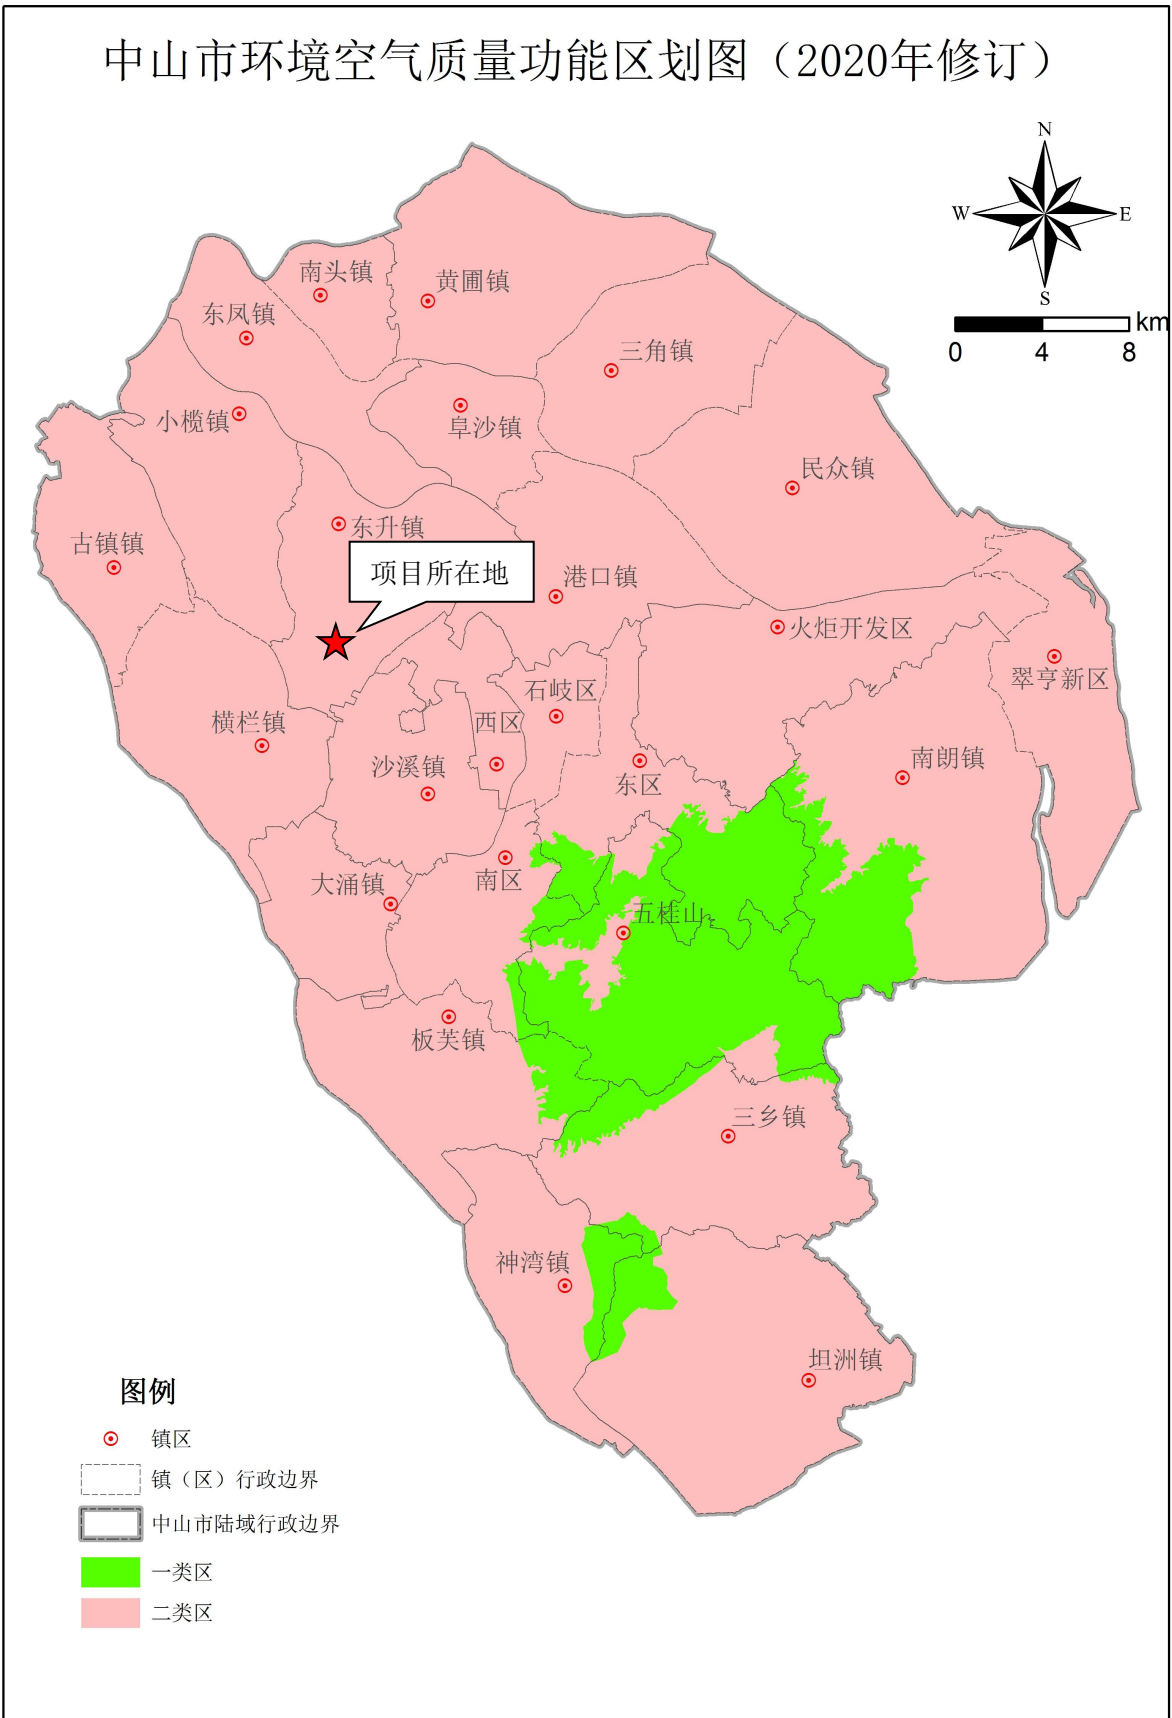 中山市环境空气质量功能区划图（2020年修订）
N
W
E
S
km
0 4 8
南头镇
黄圃镇
东凤镇
三角镇
小榄镇
阜沙镇
民众镇
东升镇
古镇镇
项目所在地
港口镇
火炬开发区
翠亨新区
石岐区
横栏镇
西区
沙溪镇
东区
南朗镇
南区
大涌镇
五桂山
板芙镇
三乡镇
神湾镇
坦洲镇
图例
镇区
镇（区）行政边界
中山市陆域行政边界
一类区
二类区